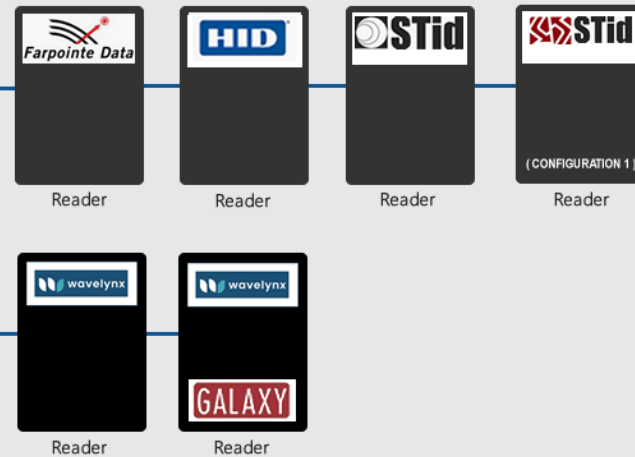 Farpointe Data
HID
STid
STid
( CONFIGURATION 1 )
Reader
Reader
Reader
Reader
wavelynx
wavelynx
GALAXY
Reader
Reader